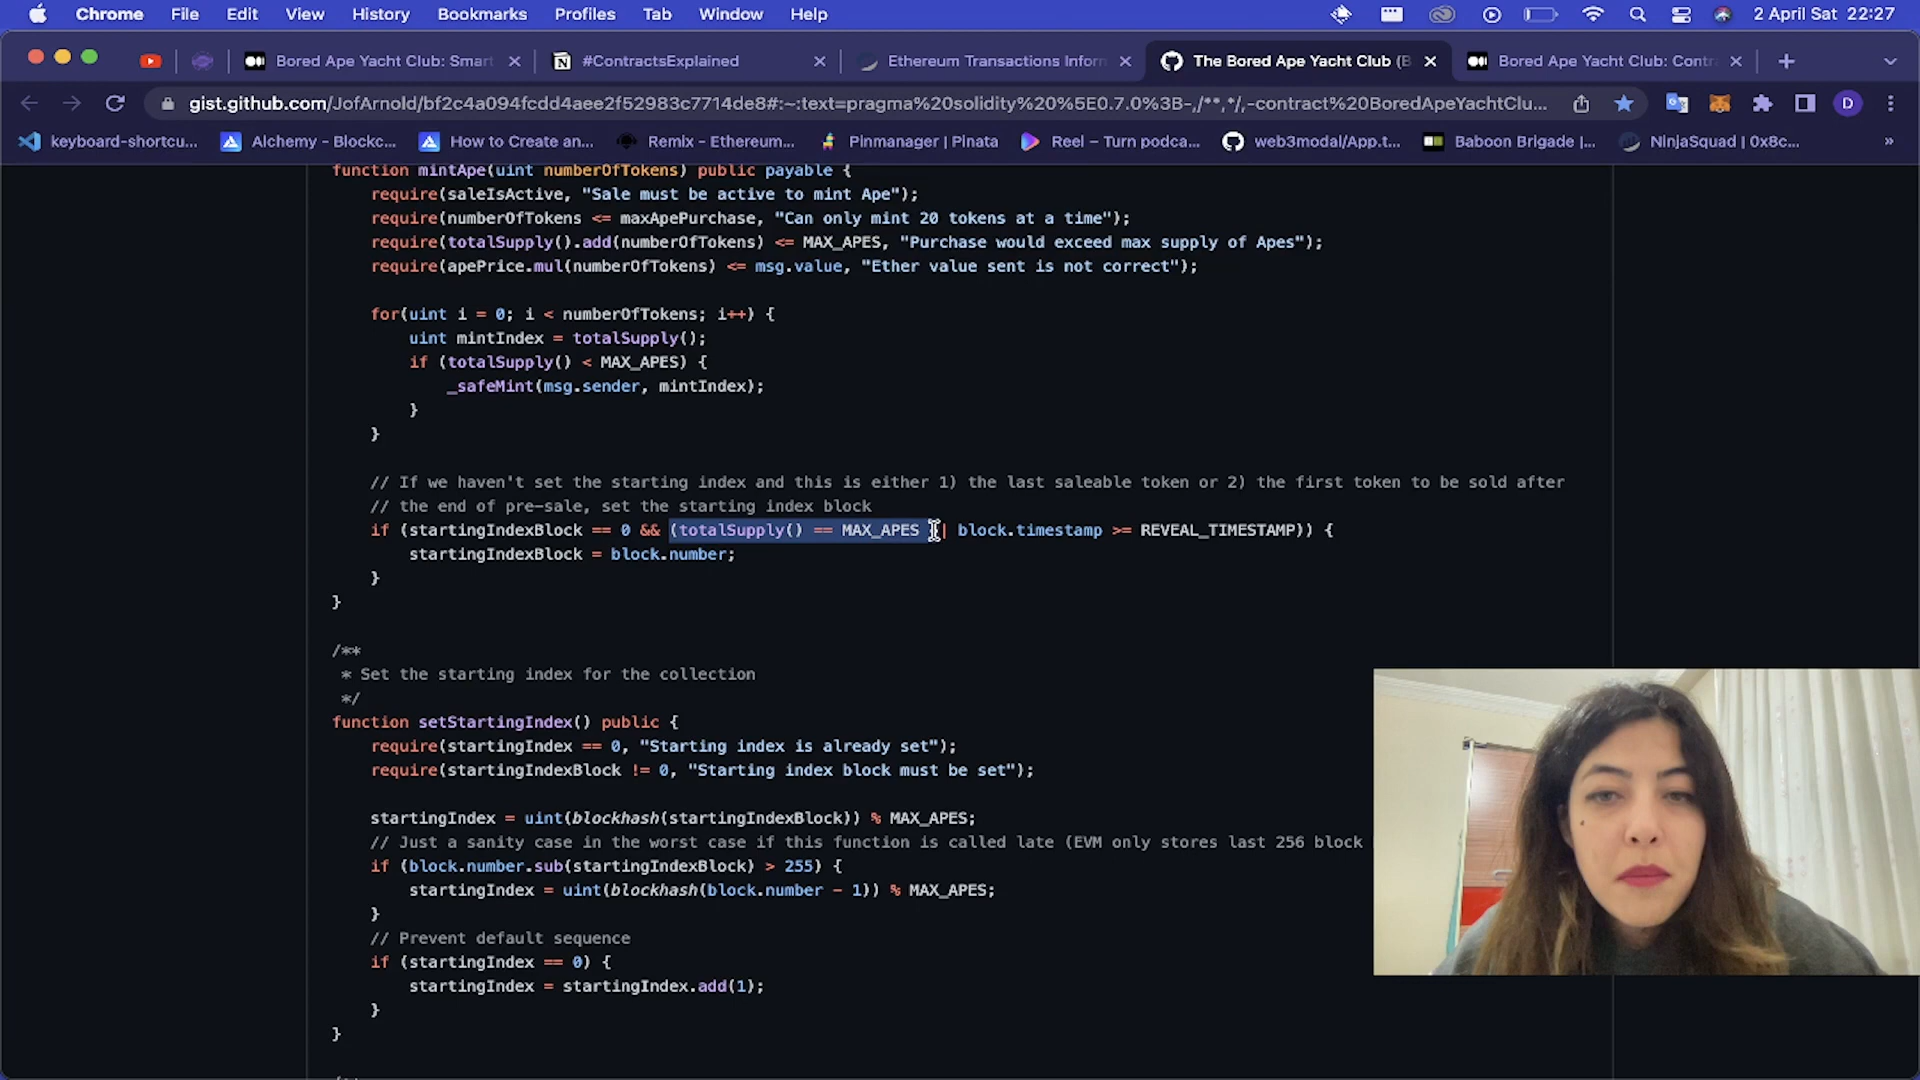 Chrome File Edit View History Bookmarks Profiles Tab Window Help 2 April Sat 22:27
Bored Ape Yacht Club: Smart #ContractsExplained Ethereum Transactions Inforn The Bored Ape Yacht Club (B Bored Ape Yacht Club: Contr
gist.github.com/JofArnold/bf2c4a094fcdd4aee2f52983c7714de8#:~:text=pragma%20solidity%20%5E0.7.0%3B-,/**,*/,-contract%20BoredApeYachtClu... D
keyboard-shortcu... Alchemy – Blockc... How to Create an... Remix - Ethereum... Pinmanager | Pinata Reel – Turn podca... web3modal/App.t... Baboon Brigade |... NinjaSquad | 0x8c... »
function mintApe(uint numberOfTokens) public payable {
require(saleIsActive, "Sale must be active to mint Ape");
require(numberOfTokens <= maxApePurchase, "Can only mint 20 tokens at a time");
require(totalSupply().add(numberOfTokens) <= MAX_APES, "Purchase would exceed max supply of Apes");
require(apePrice.mul(numberOfTokens) <= msg.value, "Ether value sent is not correct");
for(uint i = 0; i < numberOfTokens; i++) {
uint mintIndex = totalSupply();
if (totalSupply() < MAX_APES) {
_safeMint(msg.sender, mintIndex);
}
}
// If we haven't set the starting index and this is either 1) the last saleable token or 2) the first token to be sold after
// the end of pre-sale, set the starting index block
if (startingIndexBlock == 0 && (totalSupply() == MAX_APES || block.timestamp >= REVEAL_TIMESTAMP)) {
startingIndexBlock = block.number;
}
}
/**
* Set the starting index for the collection
*/
function setStartingIndex() public {
require(startingIndex == 0, "Starting index is already set");
require(startingIndexBlock != 0, "Starting index block must be set");
startingIndex = uint(blockhash(startingIndexBlock)) % MAX_APES;
// Just a sanity case in the worst case if this function is called late (EVM only stores last 256 block
if (block.number.sub(startingIndexBlock) > 255) {
startingIndex = uint(blockhash(block.number - 1)) % MAX_APES;
}
// Prevent default sequence
if (startingIndex == 0) {
startingIndex = startingIndex.add(1);
}
}